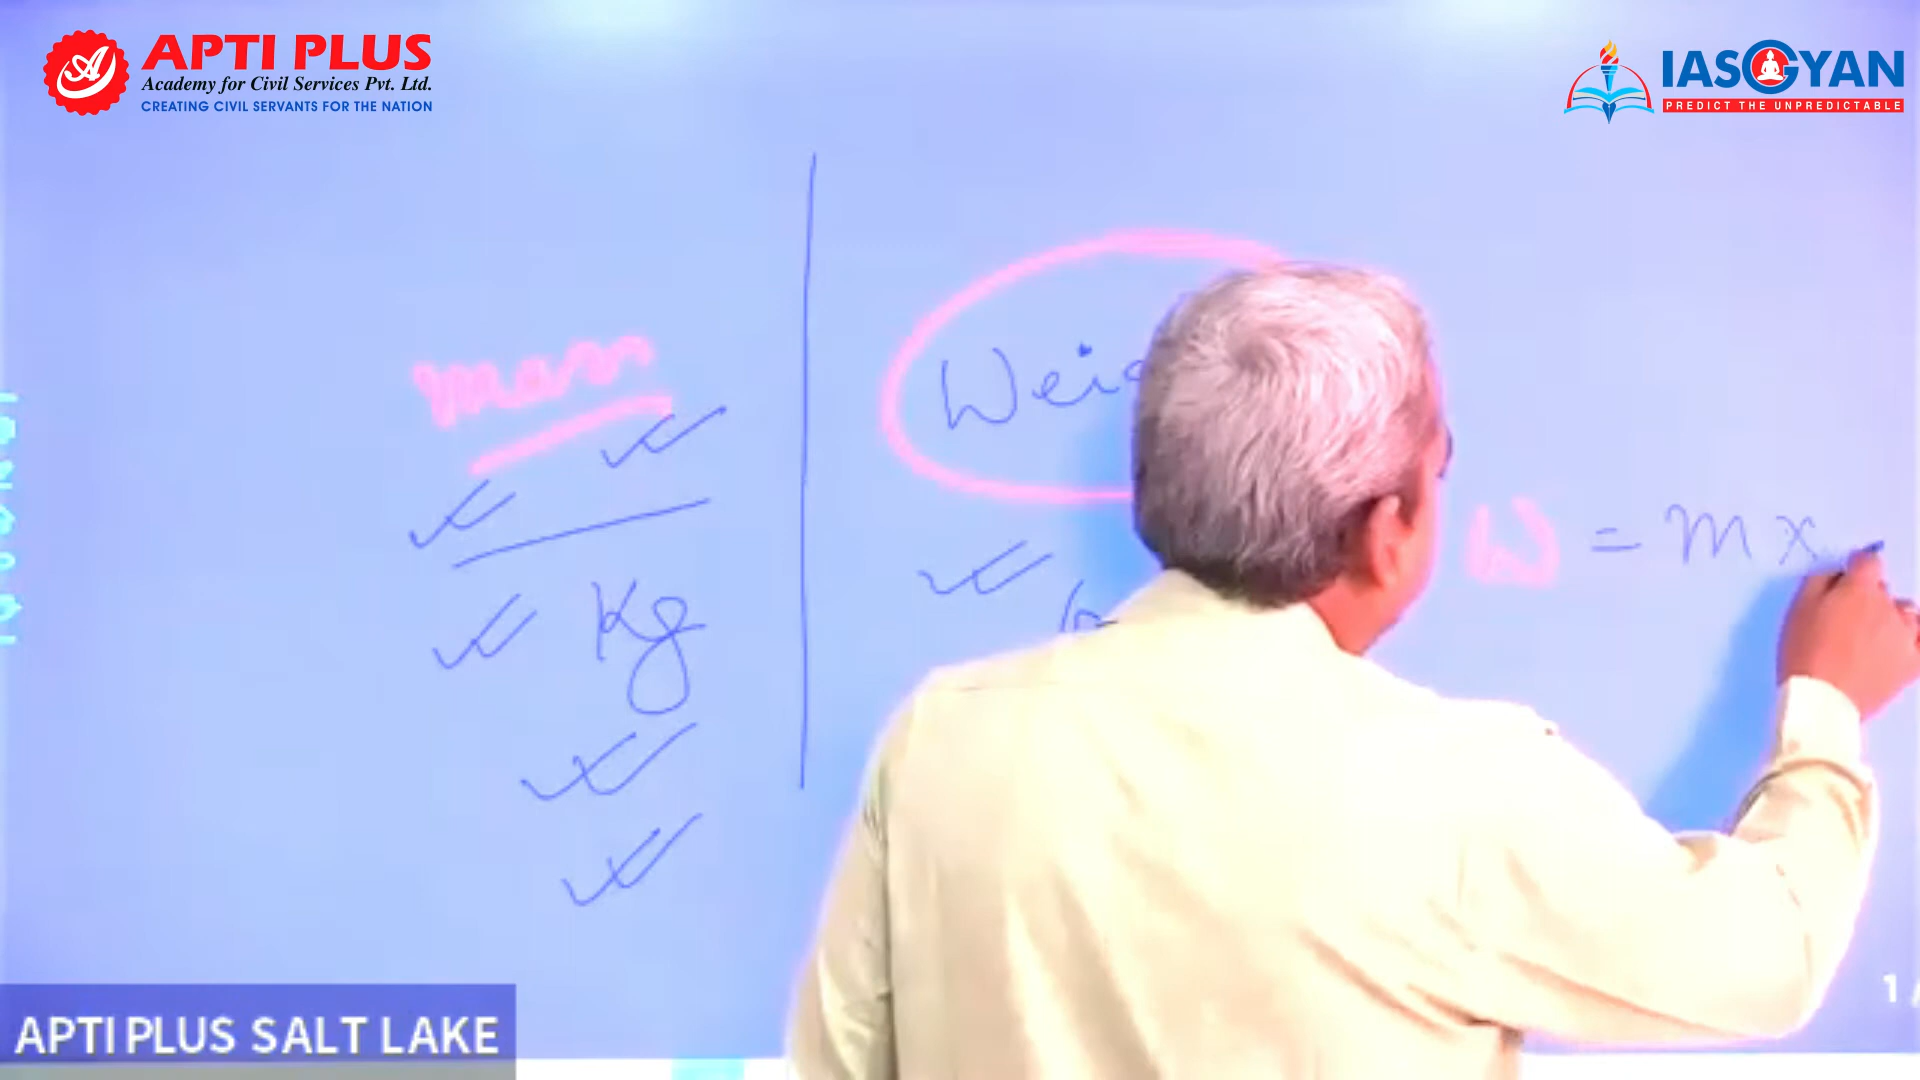 APTI PLUS
Academy for Civil Services Pvt. Ltd.
CREATING CIVIL SERVANTS FOR THE NATION
IASGYAN
PREDICT THE UNPREDICTABLE
Mass
Wei
W = m x
Kg
1/
APTI PLUS SALT LAKE